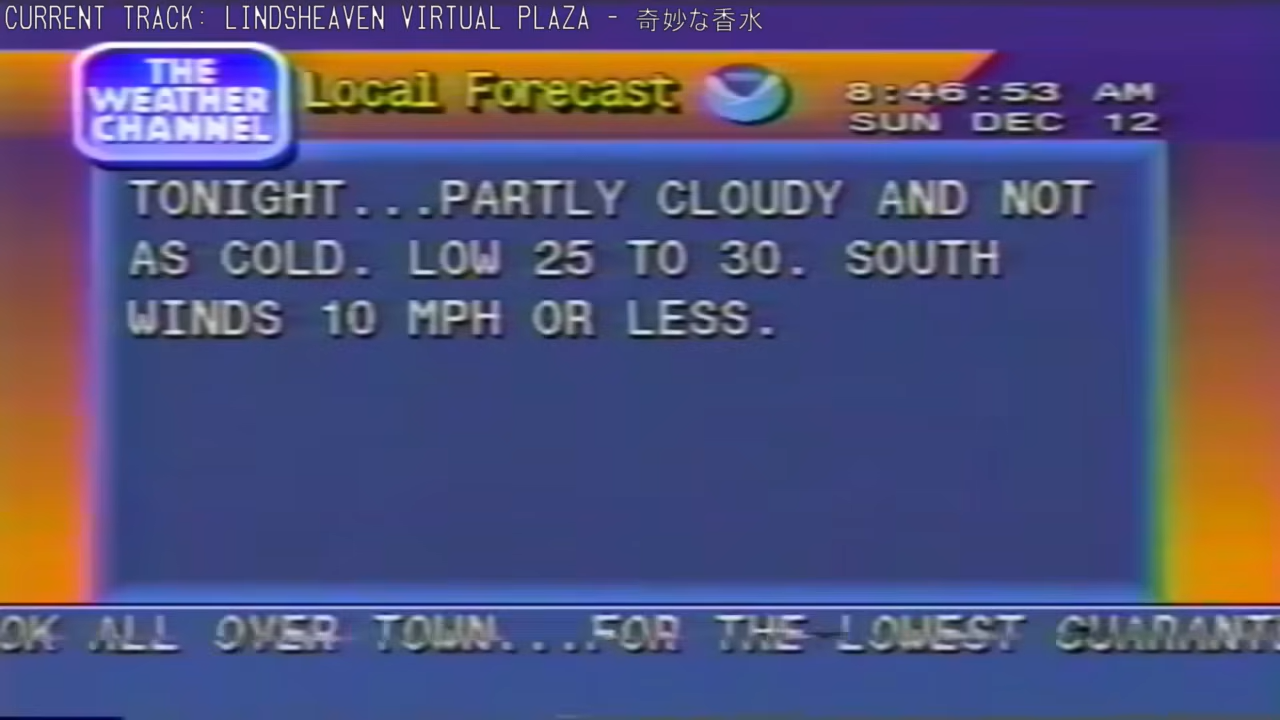 CURRENT TRACK: LINDSHEAVEN VIRTUAL PLAZA - 奇妙な香水
THE
WEATHER
CHANNEL
Local Forecast
8:46:53 AM
SUN DEC 12
TONIGHT...PARTLY CLOUDY AND NOT
AS COLD. LOW 25 TO 30. SOUTH
WINDS 10 MPH OR LESS.
OK ALL OVER TOWN...FOR THE LOWEST GUARANT